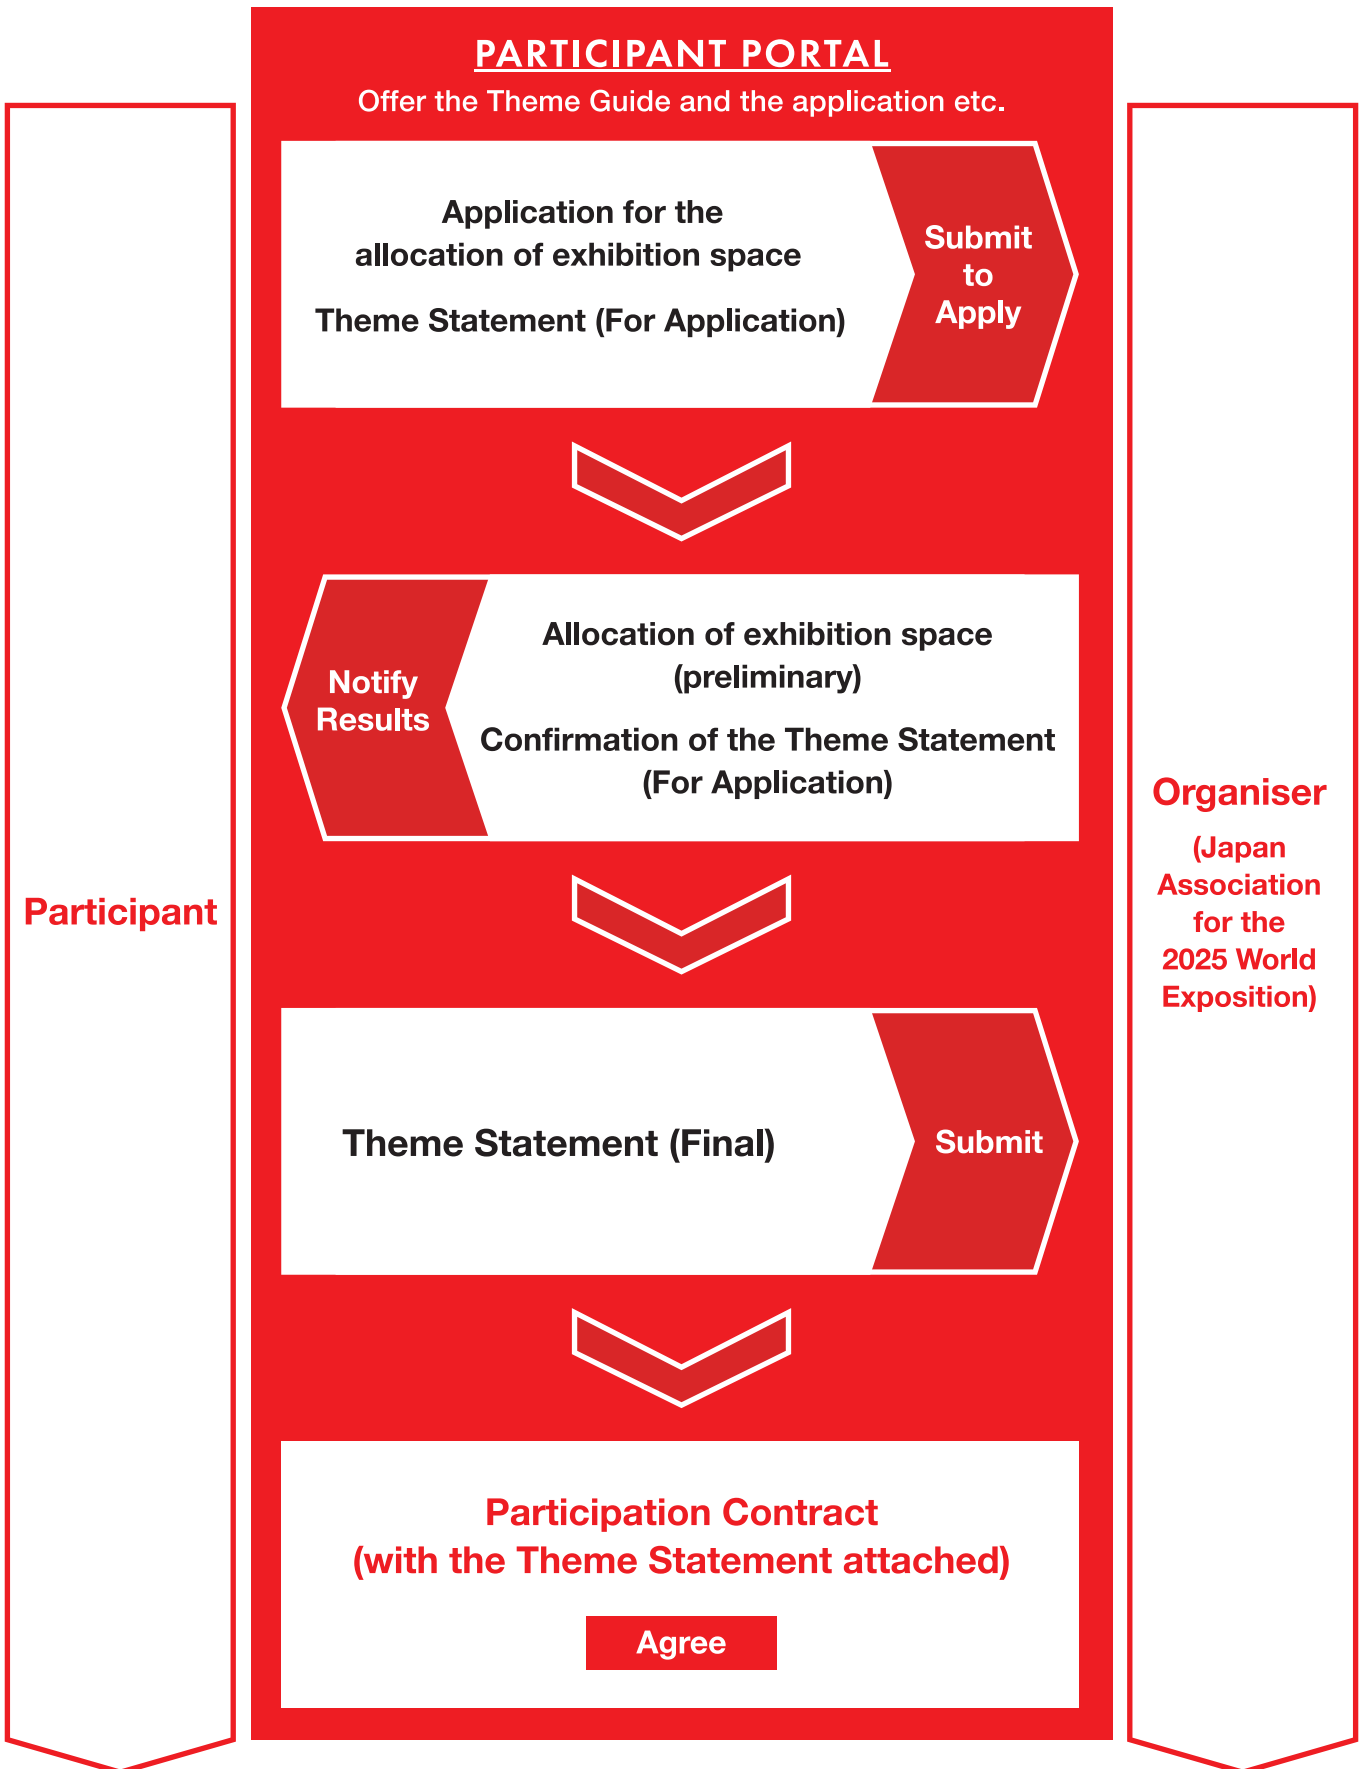 PARTICIPANT PORTAL
Offer the Theme Guide and the application etc.
Application for the
allocation of exhibition space
Theme Statement (For Application)
Submit
to
Apply
Notify
Results
Allocation of exhibition space
(preliminary)
Confirmation of the Theme Statement
(For Application)
Participant
Organiser
(Japan
Association
for the
2025 World
Exposition)
Theme Statement (Final)
Submit
Participation Contract
(with the Theme Statement attached)
Agree